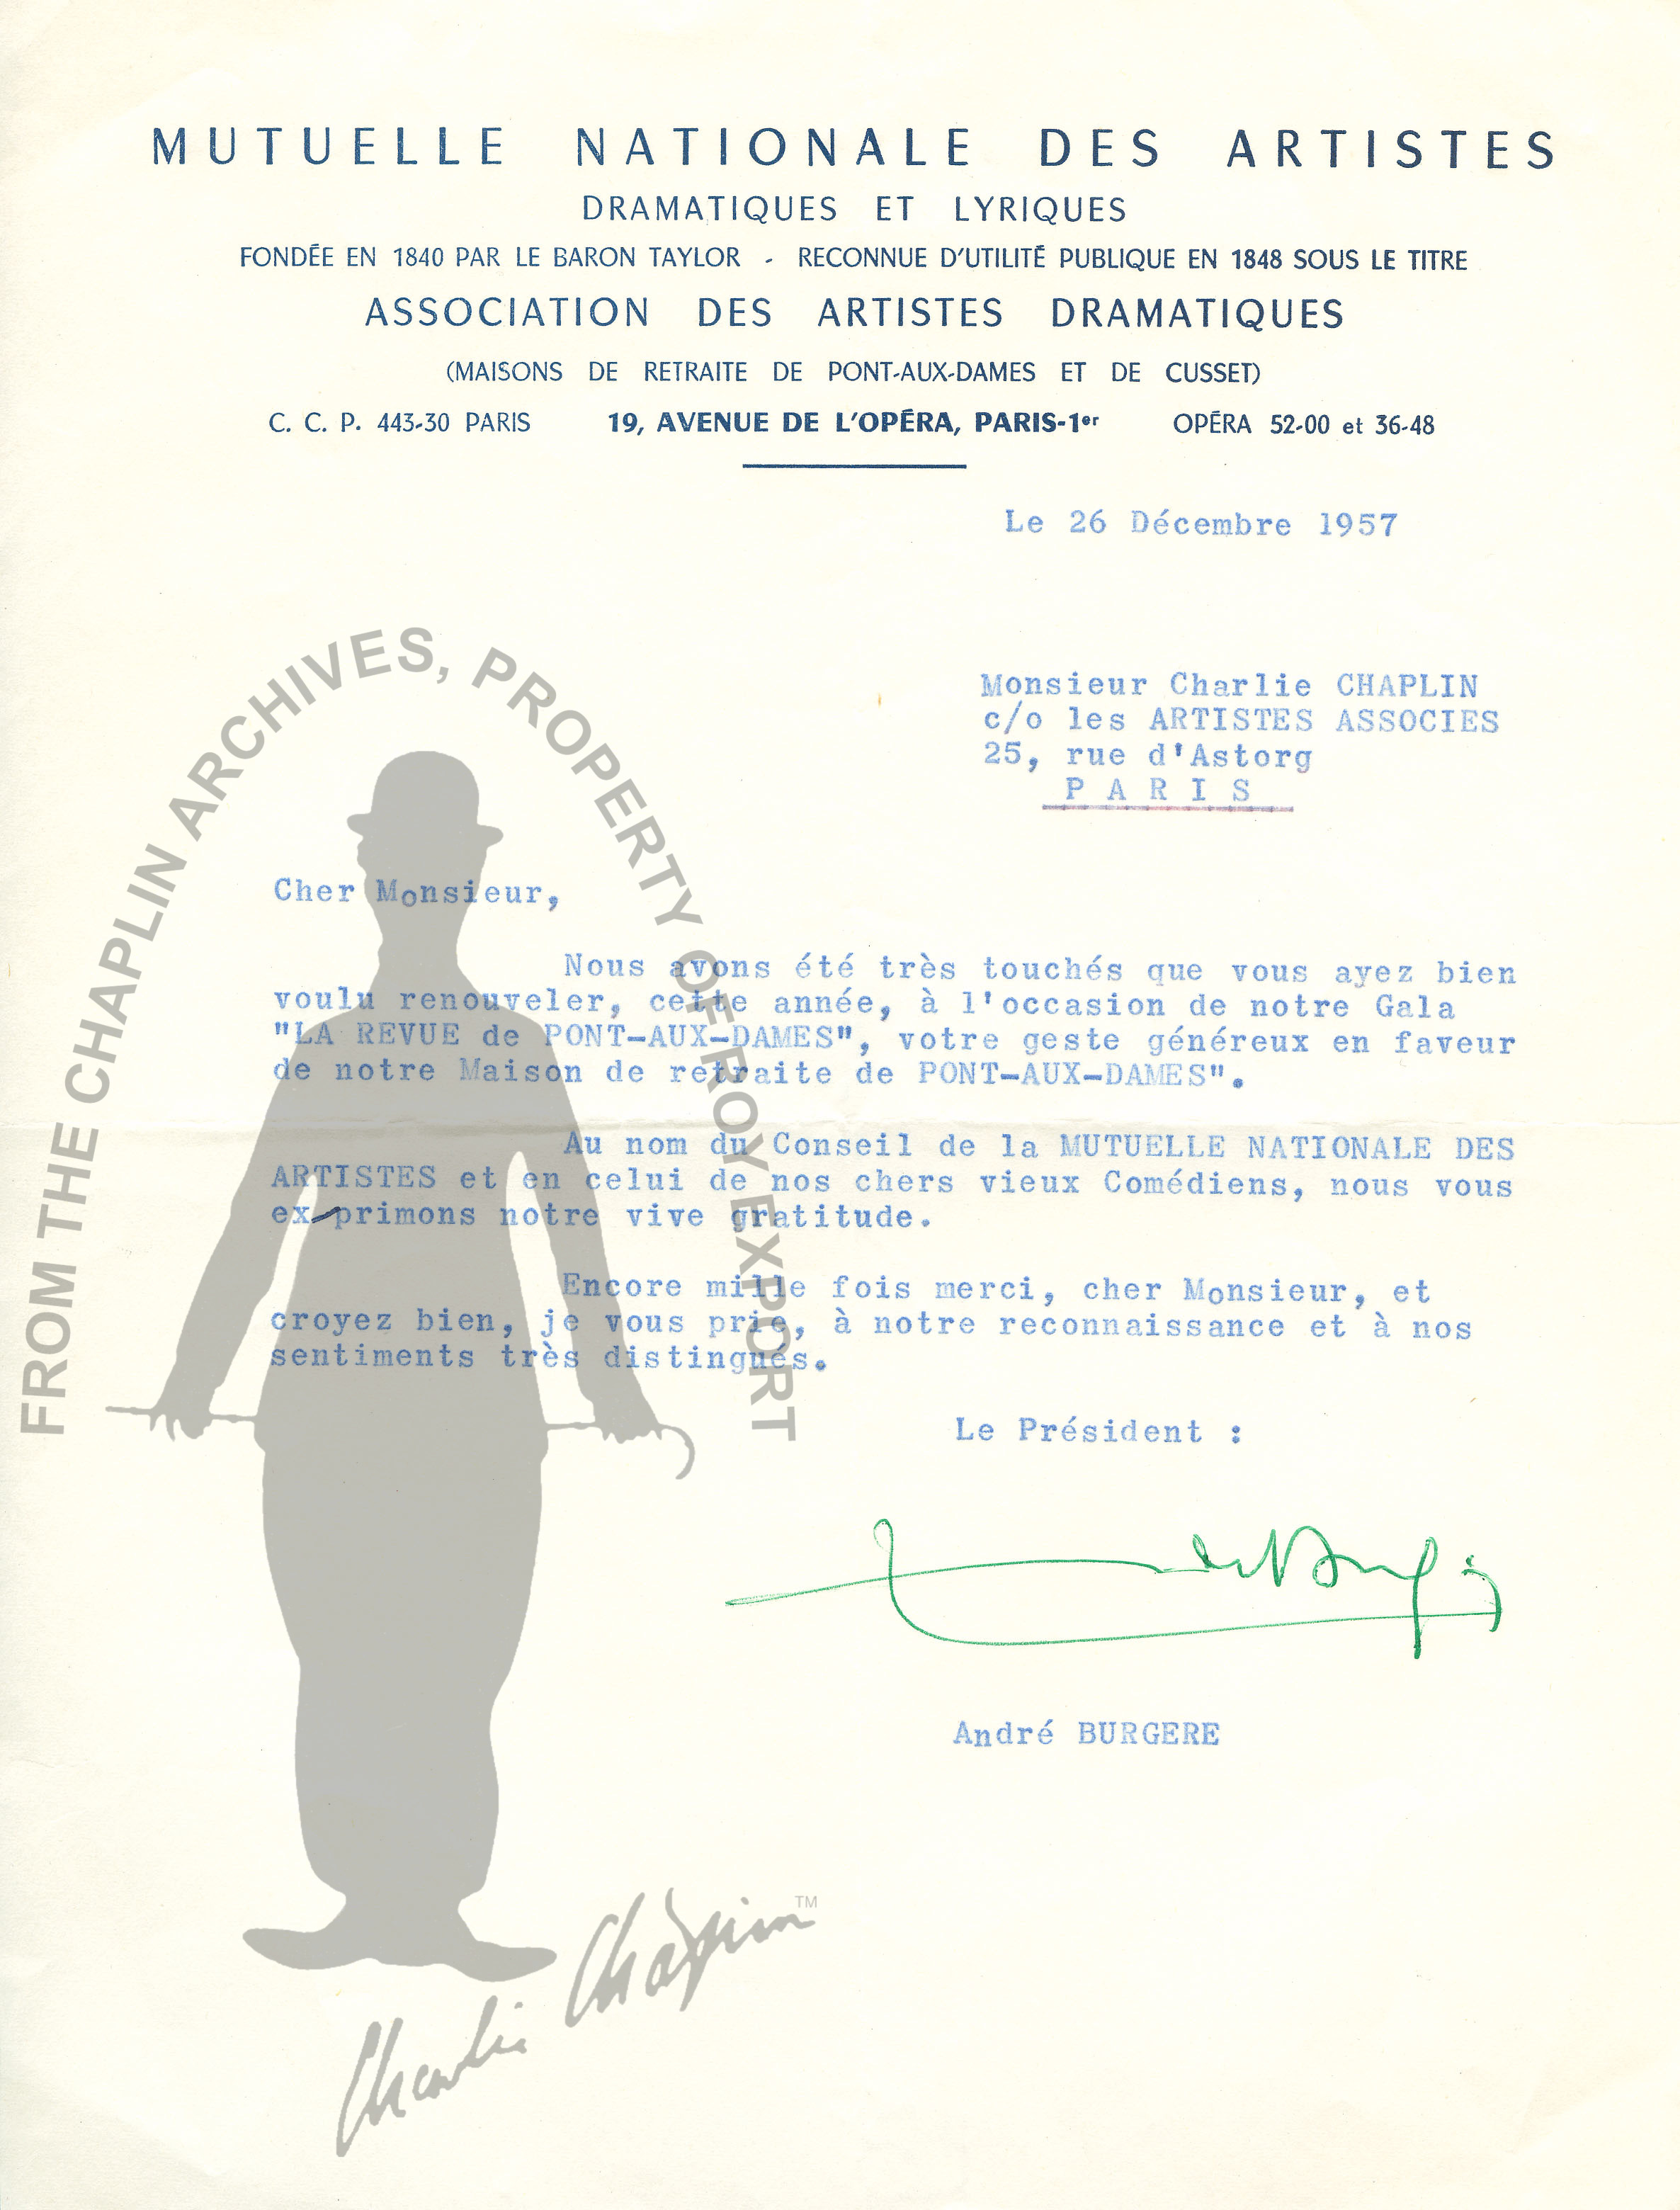 MUTUELLE NATIONALE DES ARTISTES
DRAMATIQUES ET LYRIQUES
FONDÉE EN 1840 PAR LE BARON TAYLOR - RECONNUE D'UTILITÉ PUBLIQUE EN 1848 SOUS LE TITRE
ASSOCIATION DES ARTISTES DRAMATIQUES
(MAISONS DE RETRAITE DE PONT-AUX-DAMES ET DE CUSSET)
C. C. P. 443-30 PARIS 19, AVENUE DE L'OPÉRA, PARIS-1er OPÉRA 52-00 et 36-48
Le 26 Décembre 1957
Monsieur Charlie CHAPLIN
c/o les ARTISTES ASSOCIES
25, rue d'Astorg
P A R I S
Cher Monsieur,
Nous avons été très touchés que vous ayez bien
voulu renouveler, cette année, à l'occasion de notre Gala
"LA REVUE de PONT-AUX-DAMES", votre geste généreux en faveur
de notre Maison de retraite de PONT-AUX-DAMES".
Au nom du Conseil de la MUTUELLE NATIONALE DES
ARTISTES et en celui de nos chers vieux Comédiens, nous vous
ex-primons notre vive gratitude.
Encore mille fois merci, cher Monsieur, et
croyez bien, je vous prie, à notre reconnaissance et à nos
sentiments très distingués.
Le Président :
André BURGERE
FROM THE CHAPLIN ARCHIVES, PROPERTY OF ROY EXPORT
Charlie Chaplin TM